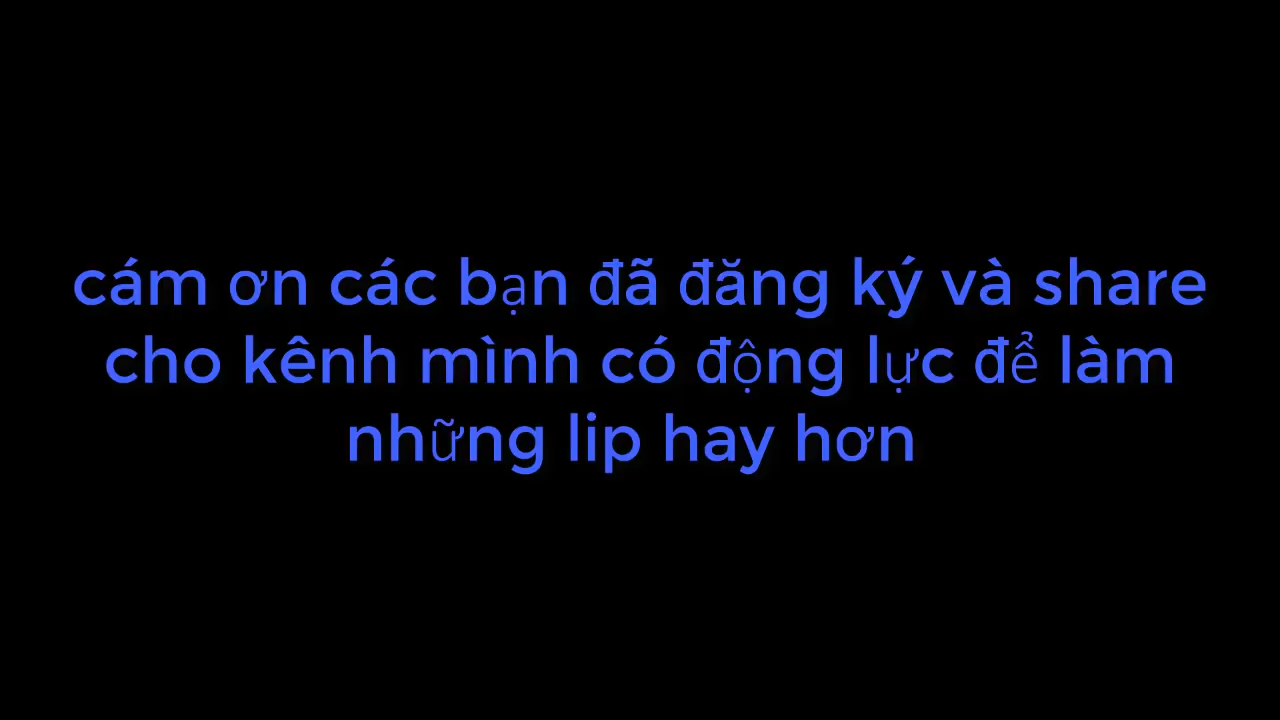 cám ơn các bạn đã đăng ký và share
cho kênh mình có động lực để làm
những lip hay hơn